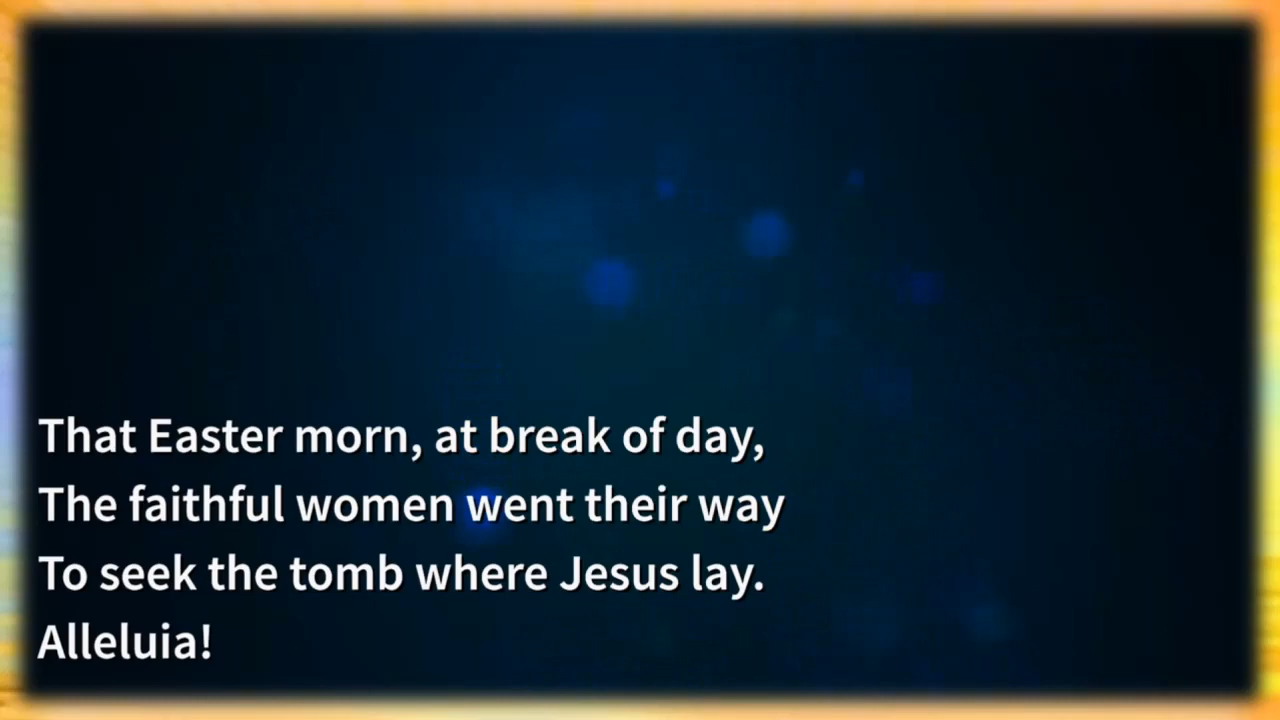 That Easter morn, at break of day,
The faithful women went their way
To seek the tomb where Jesus lay.
Alleluia!